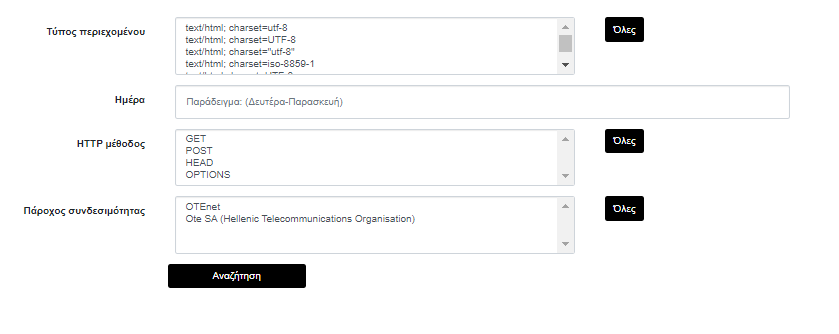 Τύπος περιεχομένου
text/html; charset=utf-8
text/html; charset=UTF-8
text/html; charset="utf-8"
text/html; charset=iso-8859-1
Όλες
Ημέρα
Παράδειγμα: (Δευτέρα-Παρασκευή)
HTTP μέθοδος
GET
POST
HEAD
OPTIONS
Όλες
Πάροχος συνδεσιμότητας
OTEnet
Ote SA (Hellenic Telecommunications Organisation)
Όλες
Αναζήτηση